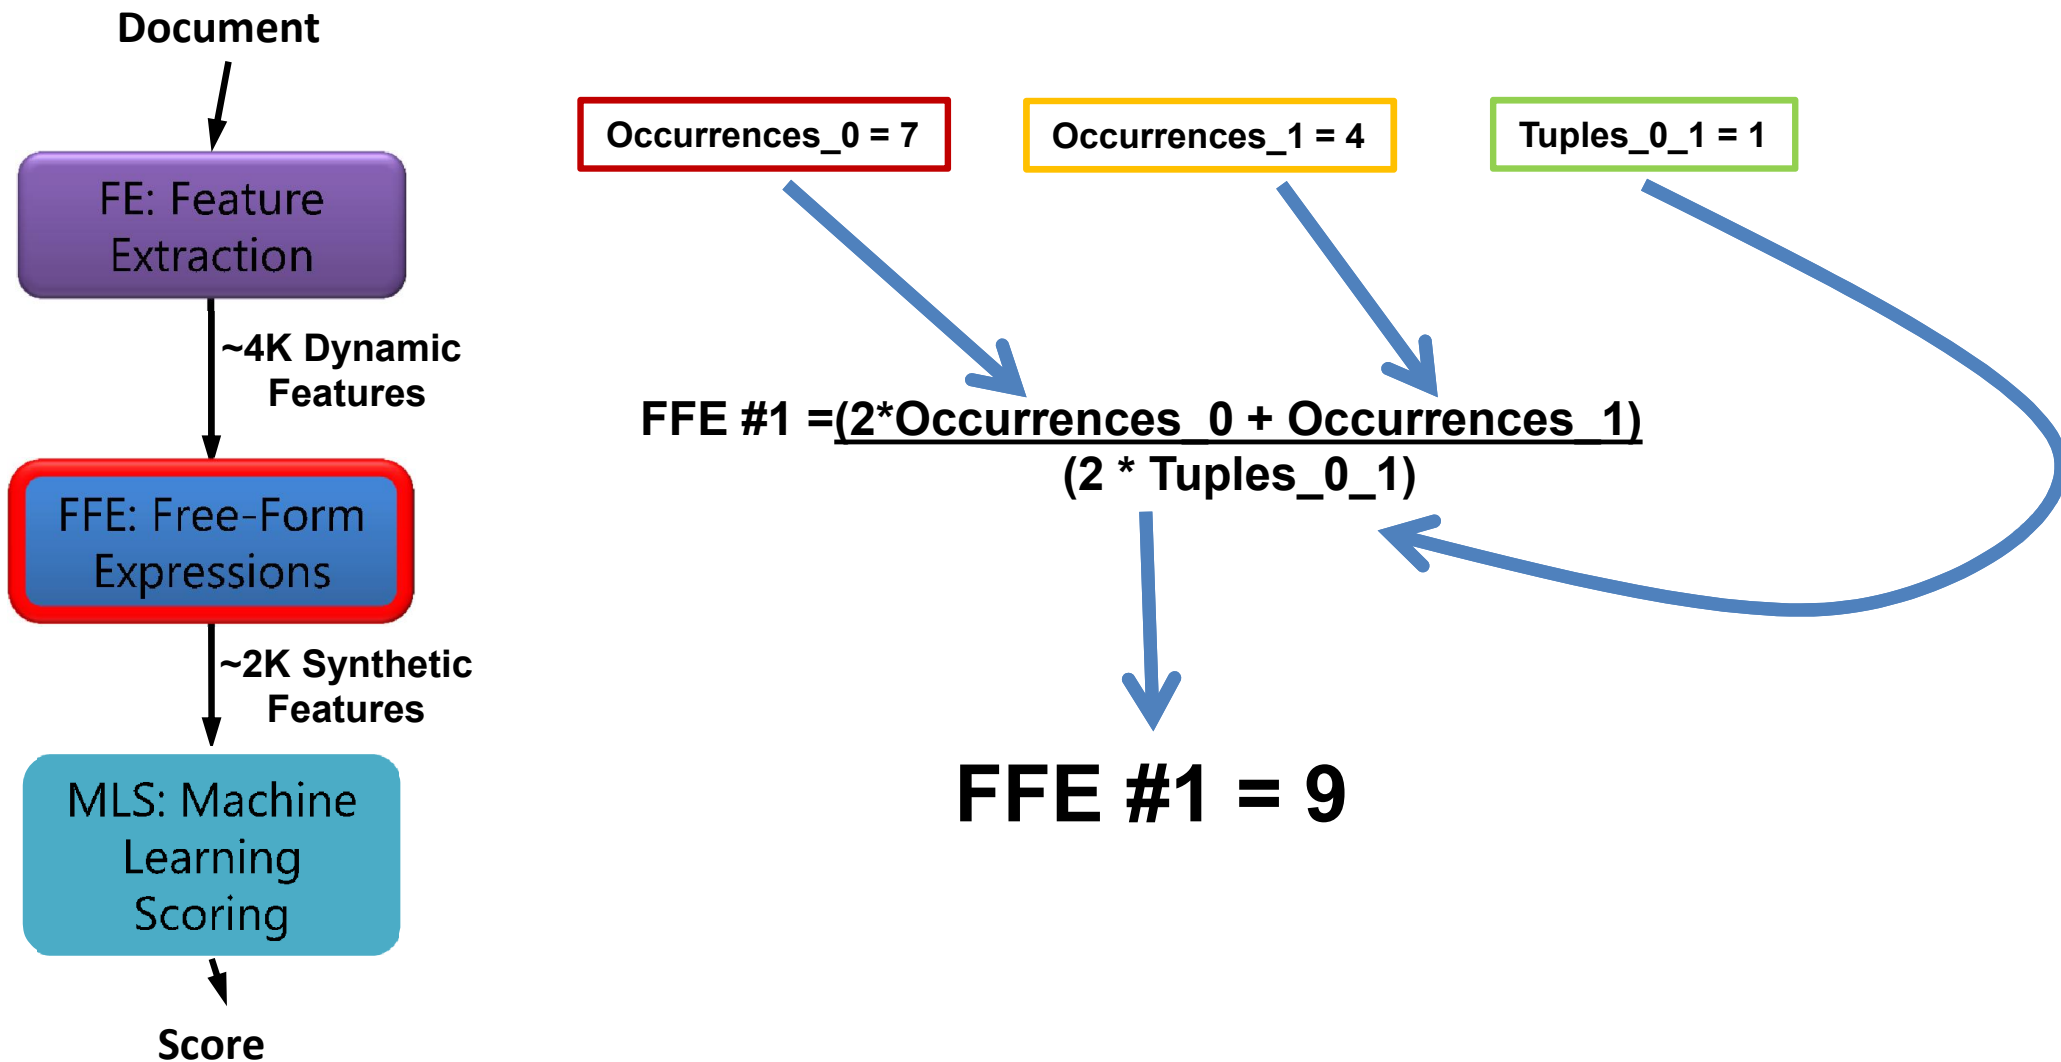 Document
FE: Feature
Extraction
~4K Dynamic
Features
FFE: Free-Form
Expressions
~2K Synthetic
Features
MLS: Machine
Learning
Scoring
Score
Occurrences_0 = 7
Occurrences_1 = 4
Tuples_0_1 = 1
FFE #1 =(2*Occurrences_0 + Occurrences_1)
(2 * Tuples_0_1)
FFE #1 = 9